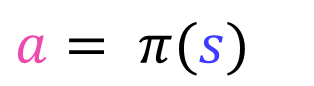 a = π(s)